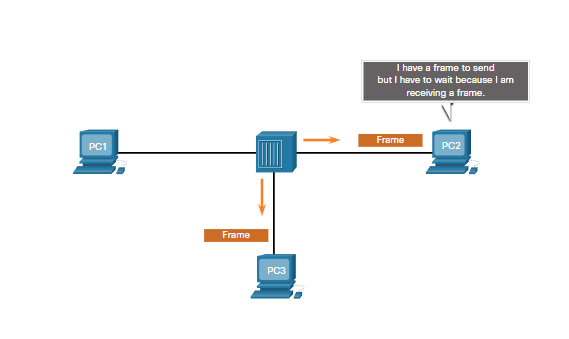 I have a frame to send
but I have to wait because I am
receiving a frame.
PC1
Frame
PC2
Frame
PC3